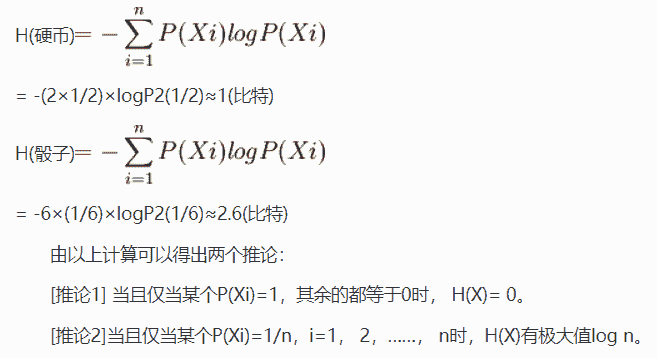 H(硬币)= −∑ⁿᵢ₌₁ P(Xi)logP(Xi)
= -(2×1/2)×logP2(1/2)≈1(比特)
H(骰子)= −∑ⁿᵢ₌₁ P(Xi)logP(Xi)
= -6×(1/6)×logP2(1/6)≈2.6(比特)
由以上计算可以得出两个推论：
[推论1] 当且仅当某个P(Xi)=1，其余的都等于0时， H(X)= 0。
[推论2]当且仅当某个P(Xi)=1/n，i=1， 2，……， n时，H(X)有极大值log n。